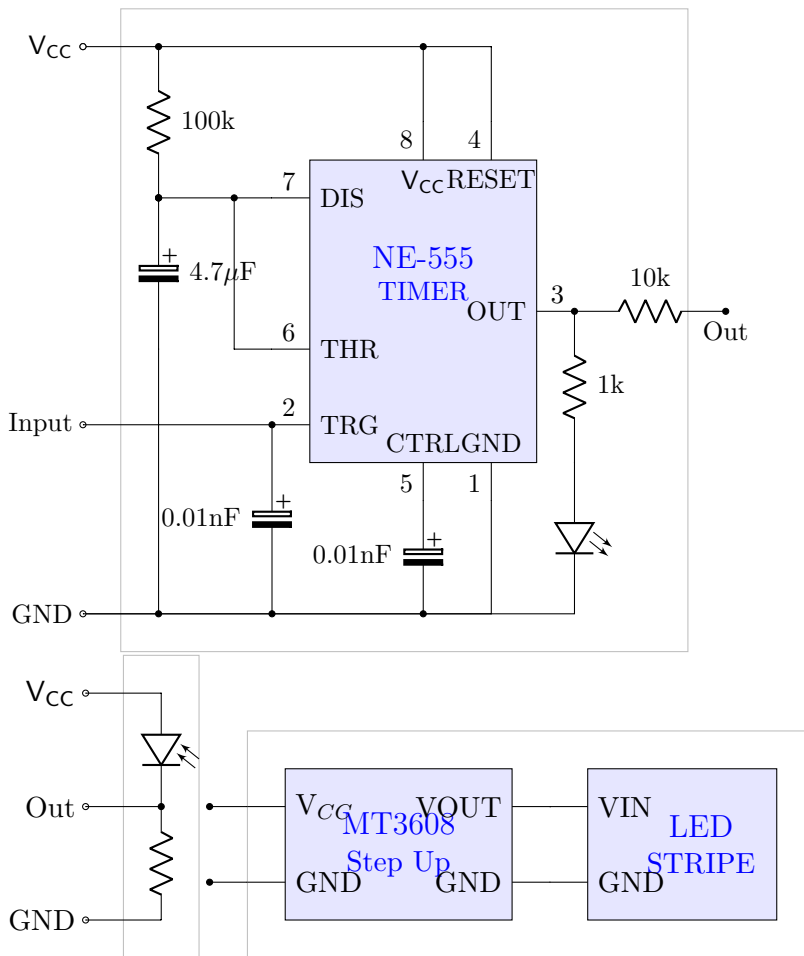 VCC
100k
8
4
7
VCC RESET
DIS
+
4.7µF
NE-555
TIMER
3
10k
OUT
Out
6
THR
1k
2
Input
TRG
CTRL GND
5
1
+
0.01nF
+
0.01nF
GND
VCC
Out
GND
VCC
VOUT
MT3608
Step Up
GND
GND
VIN
LED
STRIPE
GND